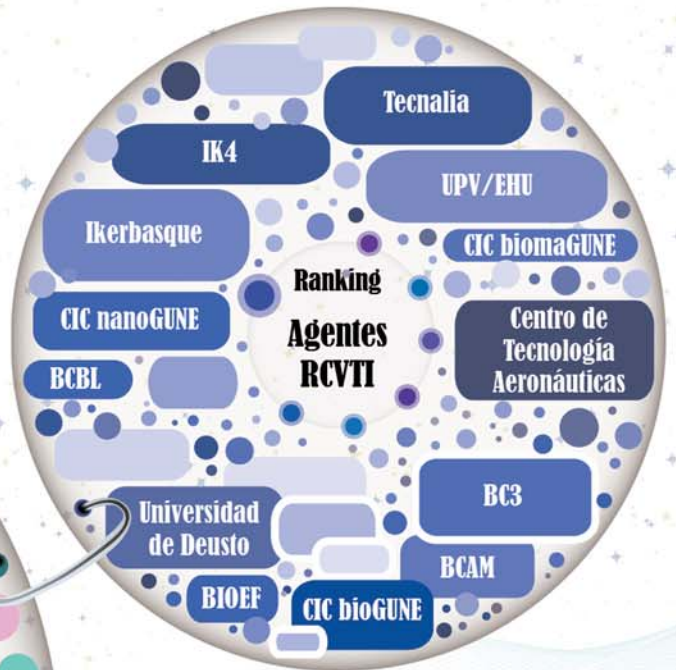 Tecnalia
IK4
UPV/EHU
Ikerbasque
CIC biomaGUNE
Ranking
Agentes
RCVTI
CIC nanoGUNE
Centro de
Tecnología
Aeronáuticas
BCBL
BC3
Universidad
de Deusto
BCAM
BIOEF
CIC bioGUNE